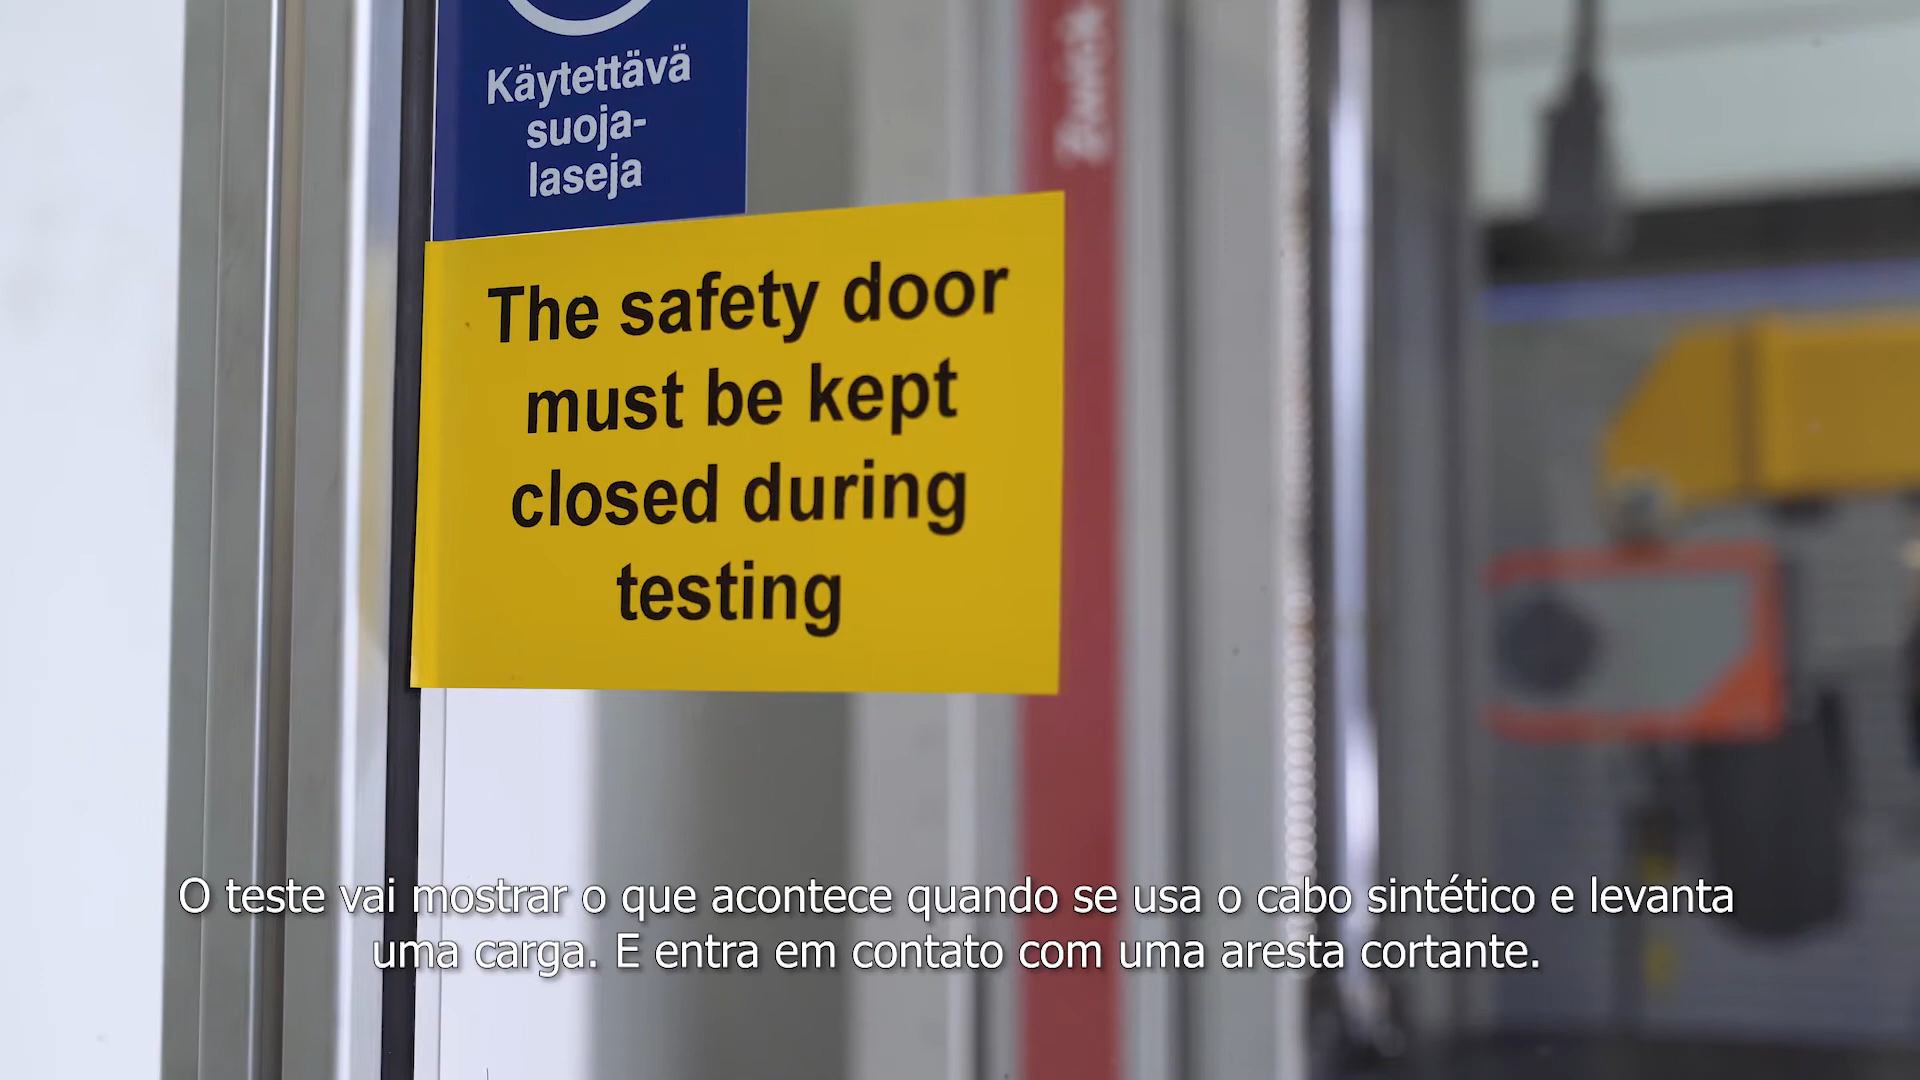 Käytettävä
suoja-
laseja
The safety door
must be kept
closed during
testing
O teste vai mostrar o que acontece quando se usa o cabo sintético e levanta
uma carga. E entra em contato com uma aresta cortante.